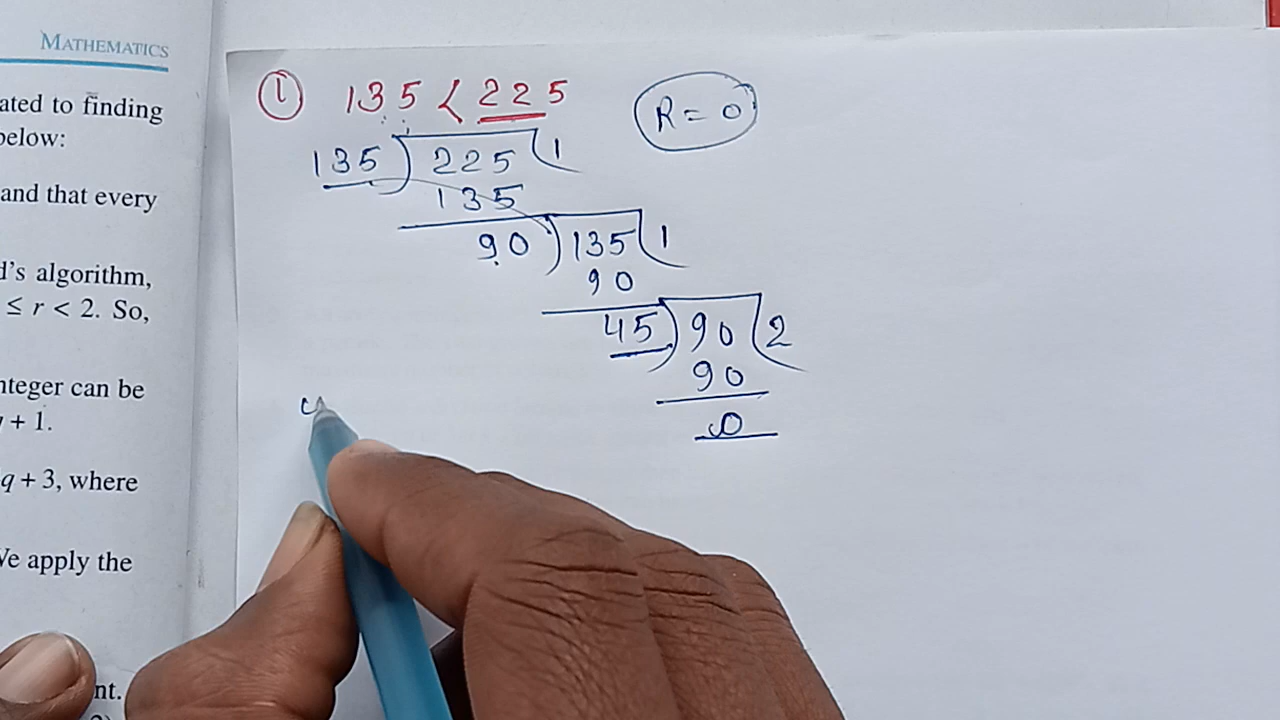 MATHEMATICS
ated to finding
below:
and that every
d's algorithm,
≤ r < 2. So,
nteger can be
+ 1.
q + 3, where
We apply the
nt.
① 135 < 225
R = 0
135 ) 225 ( 1
135
90 ) 135 ( 1
90
45 ) 90 ( 2
90
0